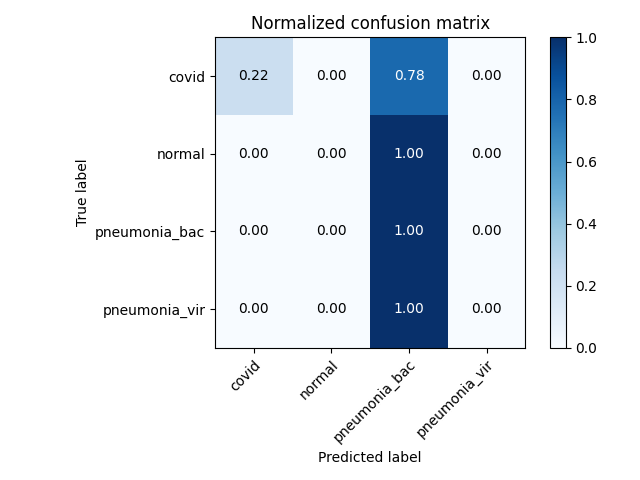 Normalized confusion matrix
True label
covid 0.22 0.00 0.78 0.00
normal 0.00 0.00 1.00 0.00
pneumonia_bac 0.00 0.00 1.00 0.00
pneumonia_vir 0.00 0.00 1.00 0.00
covid normal pneumonia_bac pneumonia_vir
Predicted label
1.0
0.8
0.6
0.4
0.2
0.0